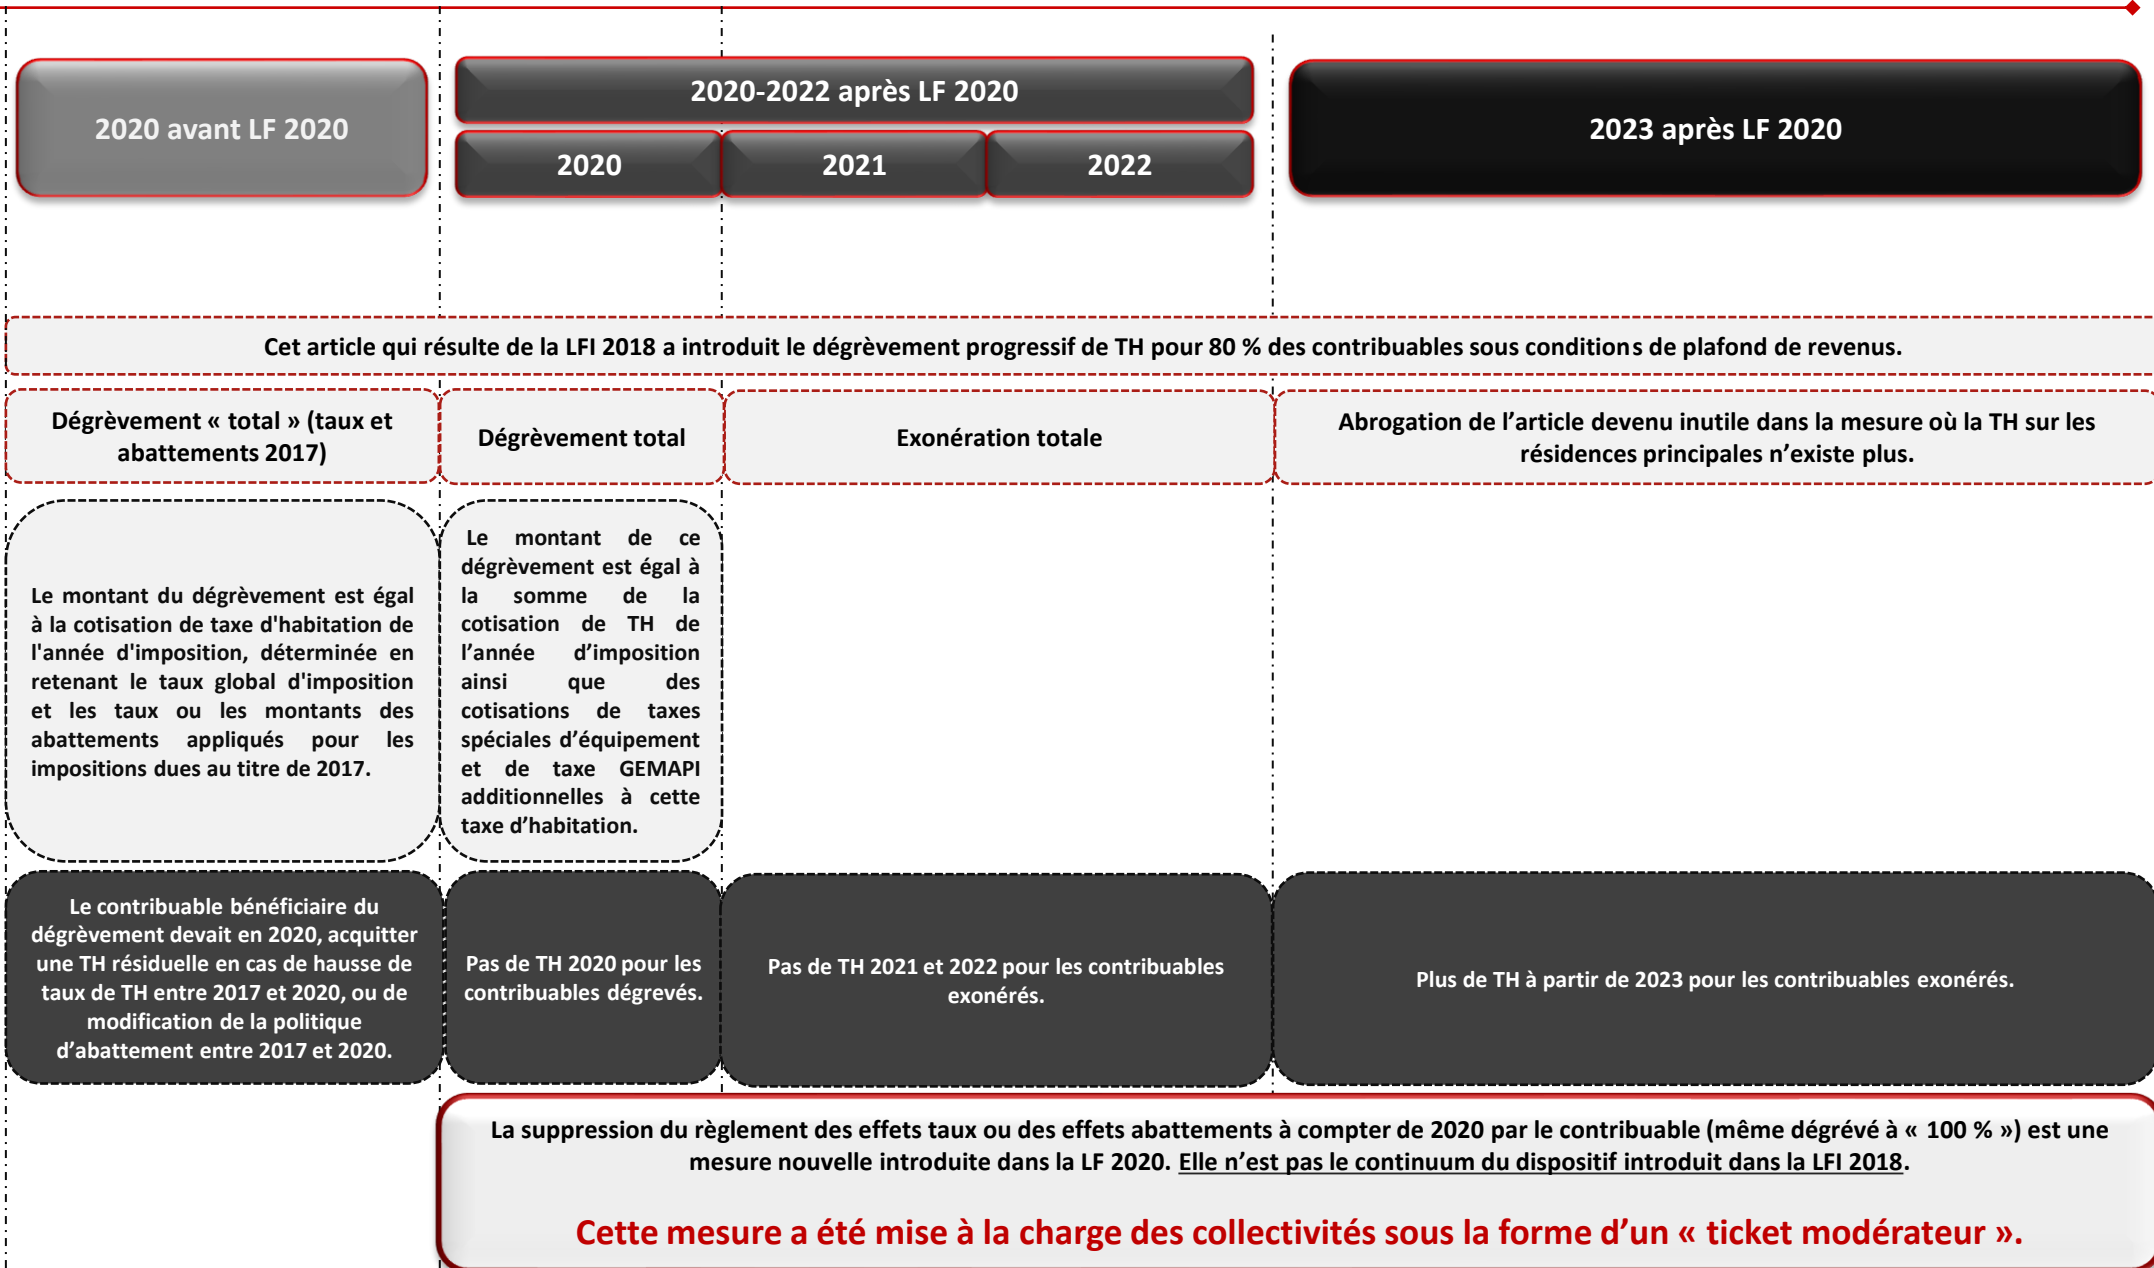 2020 avant LF 2020
2020-2022 après LF 2020
2020
2021
2022
2023 après LF 2020
Cet article qui résulte de la LFI 2018 a introduit le dégrèvement progressif de TH pour 80 % des contribuables sous conditions de plafond de revenus.
Dégrèvement « total » (taux et
abattements 2017)
Dégrèvement total
Exonération totale
Abrogation de l’article devenu inutile dans la mesure où la TH sur les
résidences principales n’existe plus.
Le montant du dégrèvement est égal
à la cotisation de taxe d'habitation de
l'année d'imposition, déterminée en
retenant le taux global d'imposition
et les taux ou les montants des
abattements appliqués pour les
impositions dues au titre de 2017.
Le montant de ce
dégrèvement est égal à
la somme de la
cotisation de TH de
l’année d’imposition
ainsi que des
cotisations de taxes
spéciales d’équipement
et de taxe GEMAPI
additionnelles à cette
taxe d’habitation.
Le contribuable bénéficiaire du
dégrèvement devait en 2020, acquitter
une TH résiduelle en cas de hausse de
taux de TH entre 2017 et 2020, ou de
modification de la politique
d’abattement entre 2017 et 2020.
Pas de TH 2020 pour les
contribuables dégrevés.
Pas de TH 2021 et 2022 pour les contribuables
exonérés.
Plus de TH à partir de 2023 pour les contribuables exonérés.
La suppression du règlement des effets taux ou des effets abattements à compter de 2020 par le contribuable (même dégrévé à « 100 % ») est une
mesure nouvelle introduite dans la LF 2020. Elle n’est pas le continuum du dispositif introduit dans la LFI 2018.
Cette mesure a été mise à la charge des collectivités sous la forme d’un « ticket modérateur ».